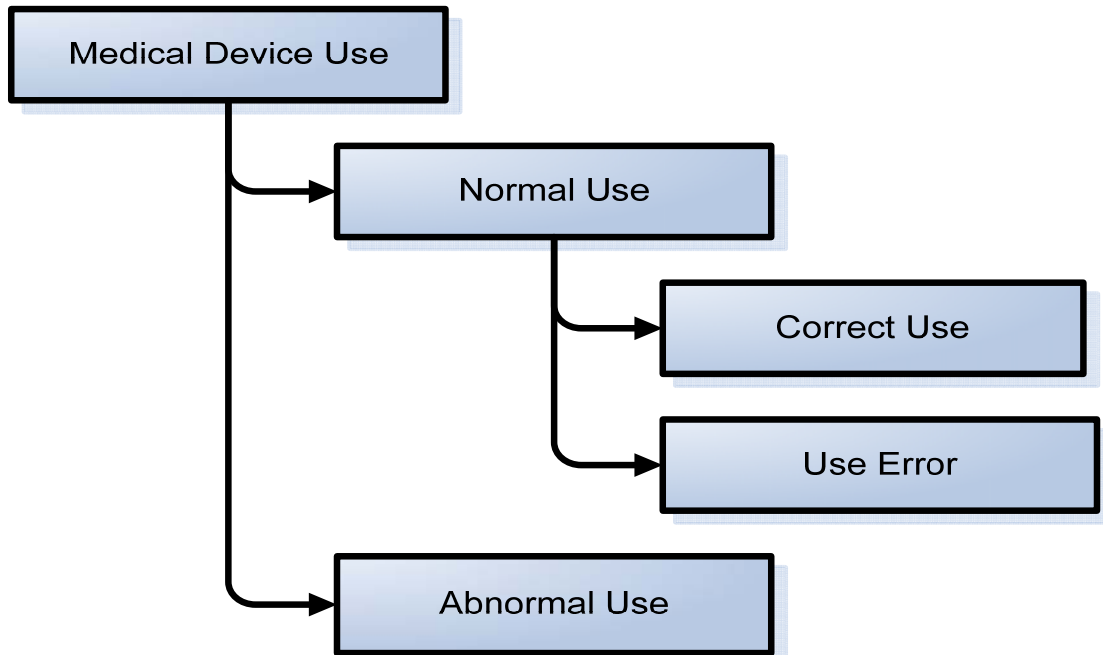 Medical Device Use
Normal Use
Correct Use
Use Error
Abnormal Use